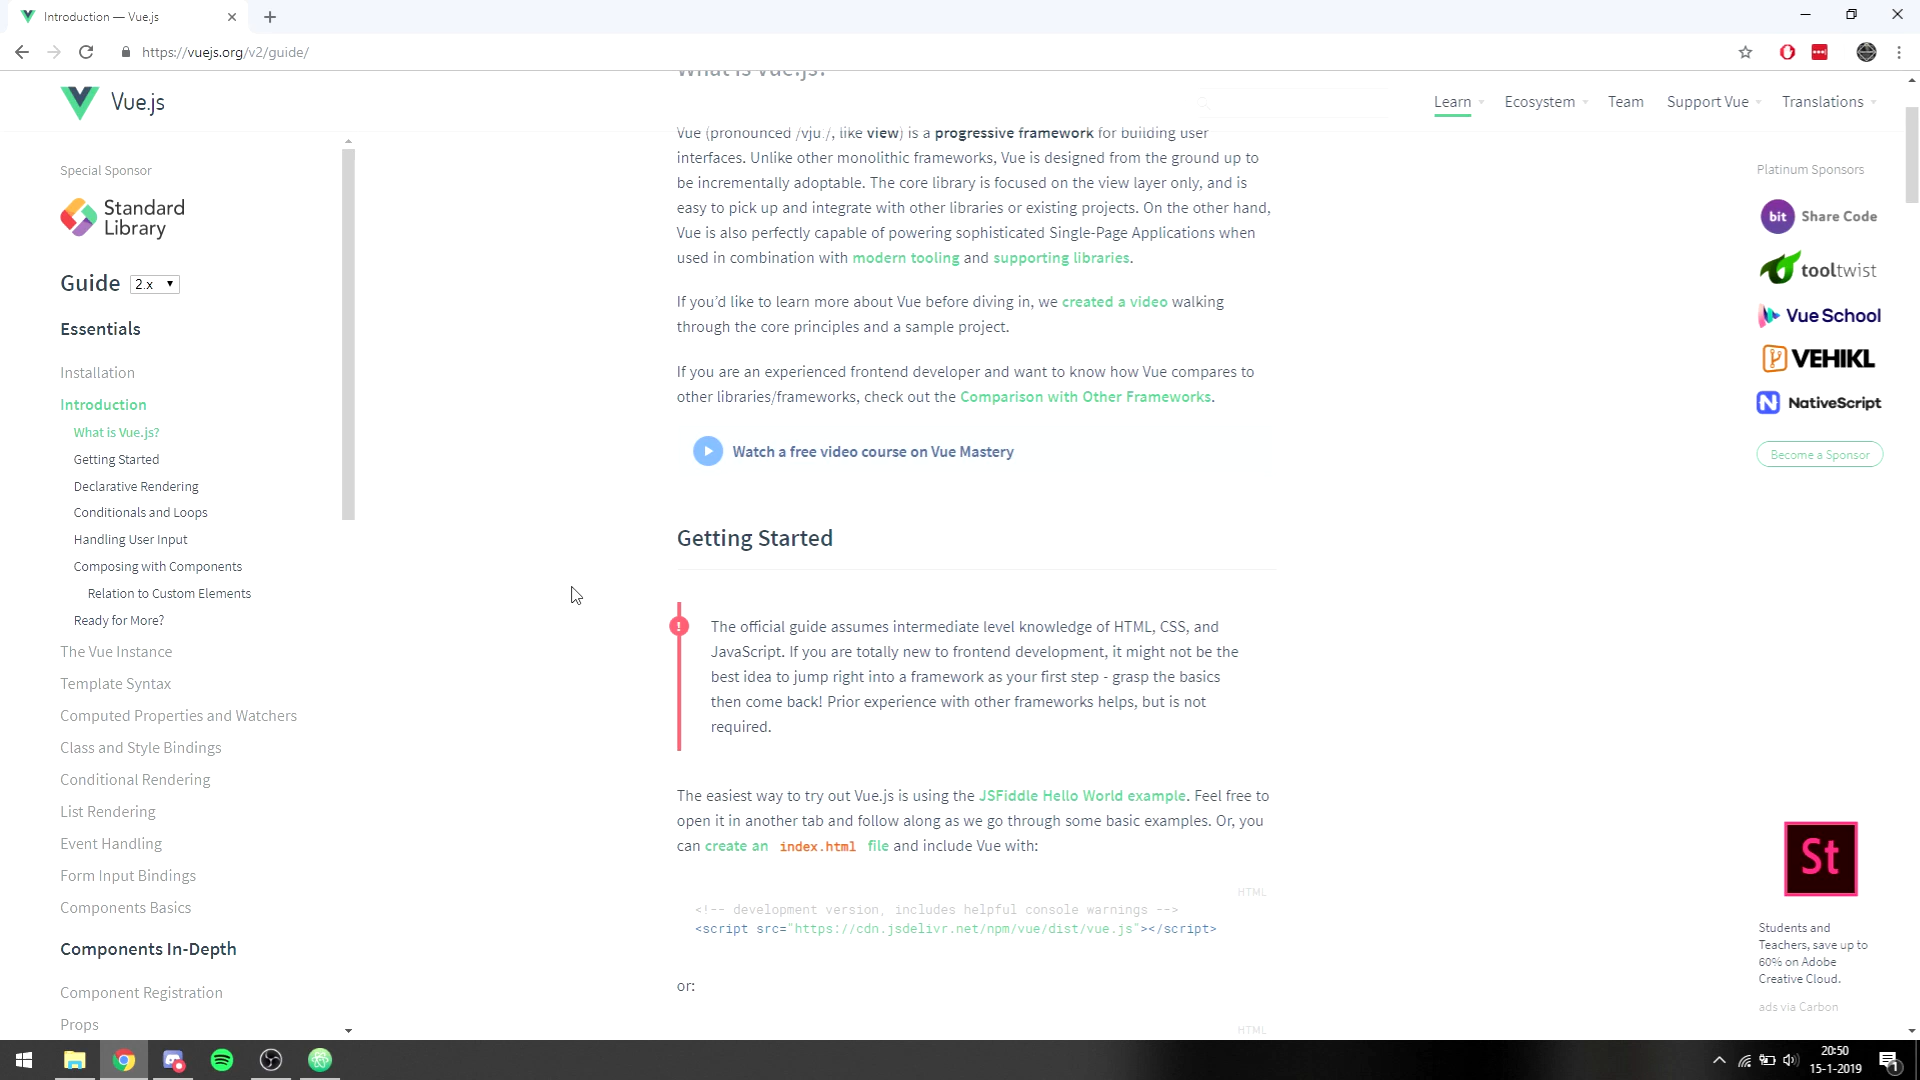 Introduction — Vue.js
https://vuejs.org/v2/guide/
What is Vue.js?
Vue.js
Learn
Ecosystem
Team
Support Vue
Translations
Special Sponsor
Standard
Library
Guide 2.x
Essentials
Installation
Introduction
What is Vue.js?
Getting Started
Declarative Rendering
Conditionals and Loops
Handling User Input
Composing with Components
Relation to Custom Elements
Ready for More?
The Vue Instance
Template Syntax
Computed Properties and Watchers
Class and Style Bindings
Conditional Rendering
List Rendering
Event Handling
Form Input Bindings
Components Basics
Components In-Depth
Component Registration
Props
Vue (pronounced /vjuː/, like view) is a progressive framework for building user
interfaces. Unlike other monolithic frameworks, Vue is designed from the ground up to
be incrementally adoptable. The core library is focused on the view layer only, and is
easy to pick up and integrate with other libraries or existing projects. On the other hand,
Vue is also perfectly capable of powering sophisticated Single-Page Applications when
used in combination with modern tooling and supporting libraries.
If you’d like to learn more about Vue before diving in, we created a video walking
through the core principles and a sample project.
If you are an experienced frontend developer and want to know how Vue compares to
other libraries/frameworks, check out the Comparison with Other Frameworks.
Watch a free video course on Vue Mastery
Getting Started
!
The official guide assumes intermediate level knowledge of HTML, CSS, and
JavaScript. If you are totally new to frontend development, it might not be the
best idea to jump right into a framework as your first step - grasp the basics
then come back! Prior experience with other frameworks helps, but is not
required.
The easiest way to try out Vue.js is using the JSFiddle Hello World example. Feel free to
open it in another tab and follow along as we go through some basic examples. Or, you
can create an index.html file and include Vue with:
HTML
<!-- development version, includes helpful console warnings -->
<script src="https://cdn.jsdelivr.net/npm/vue/dist/vue.js"></script>
or:
HTML
Platinum Sponsors
bit Share Code
tooltwist
Vue School
VEHIKL
N NativeScript
Become a Sponsor
St
Students and
Teachers, save up to
60% on Adobe
Creative Cloud.
ads via Carbon
20:50
15-1-2019
1